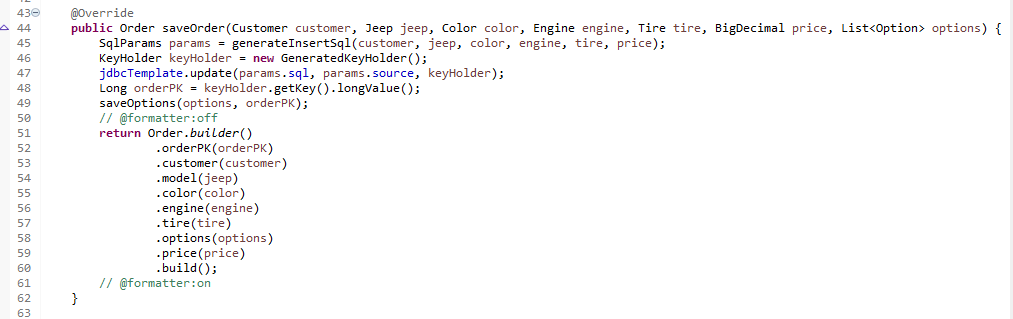 43 @Override
44 public Order saveOrder(Customer customer, Jeep jeep, Color color, Engine engine, Tire tire, BigDecimal price, List<Option> options) {
45 SqlParams params = generateInsertSql(customer, jeep, color, engine, tire, price);
46 KeyHolder keyHolder = new GeneratedKeyHolder();
47 jdbcTemplate.update(params.sql, params.source, keyHolder);
48 Long orderPK = keyHolder.getKey().longValue();
49 saveOptions(options, orderPK);
50 // @formatter:off
51 return Order.builder()
52 .orderPK(orderPK)
53 .customer(customer)
54 .model(jeep)
55 .color(color)
56 .engine(engine)
57 .tire(tire)
58 .options(options)
59 .price(price)
60 .build();
61 // @formatter:on
62 }
63